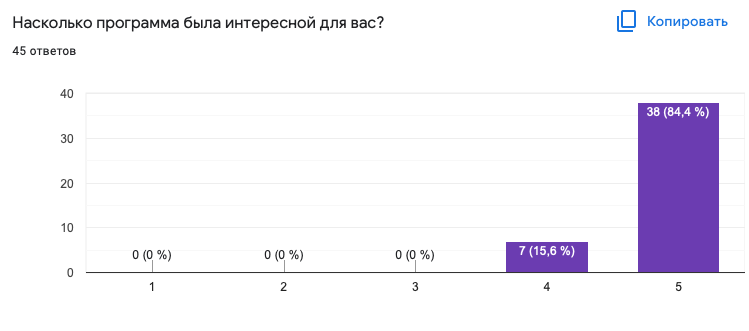 Насколько программа была интересной для вас?
Копировать
45 ответов
40
30
20
10
0
0 (0 %)
0 (0 %)
0 (0 %)
7 (15,6 %)
38 (84,4 %)
1
2
3
4
5